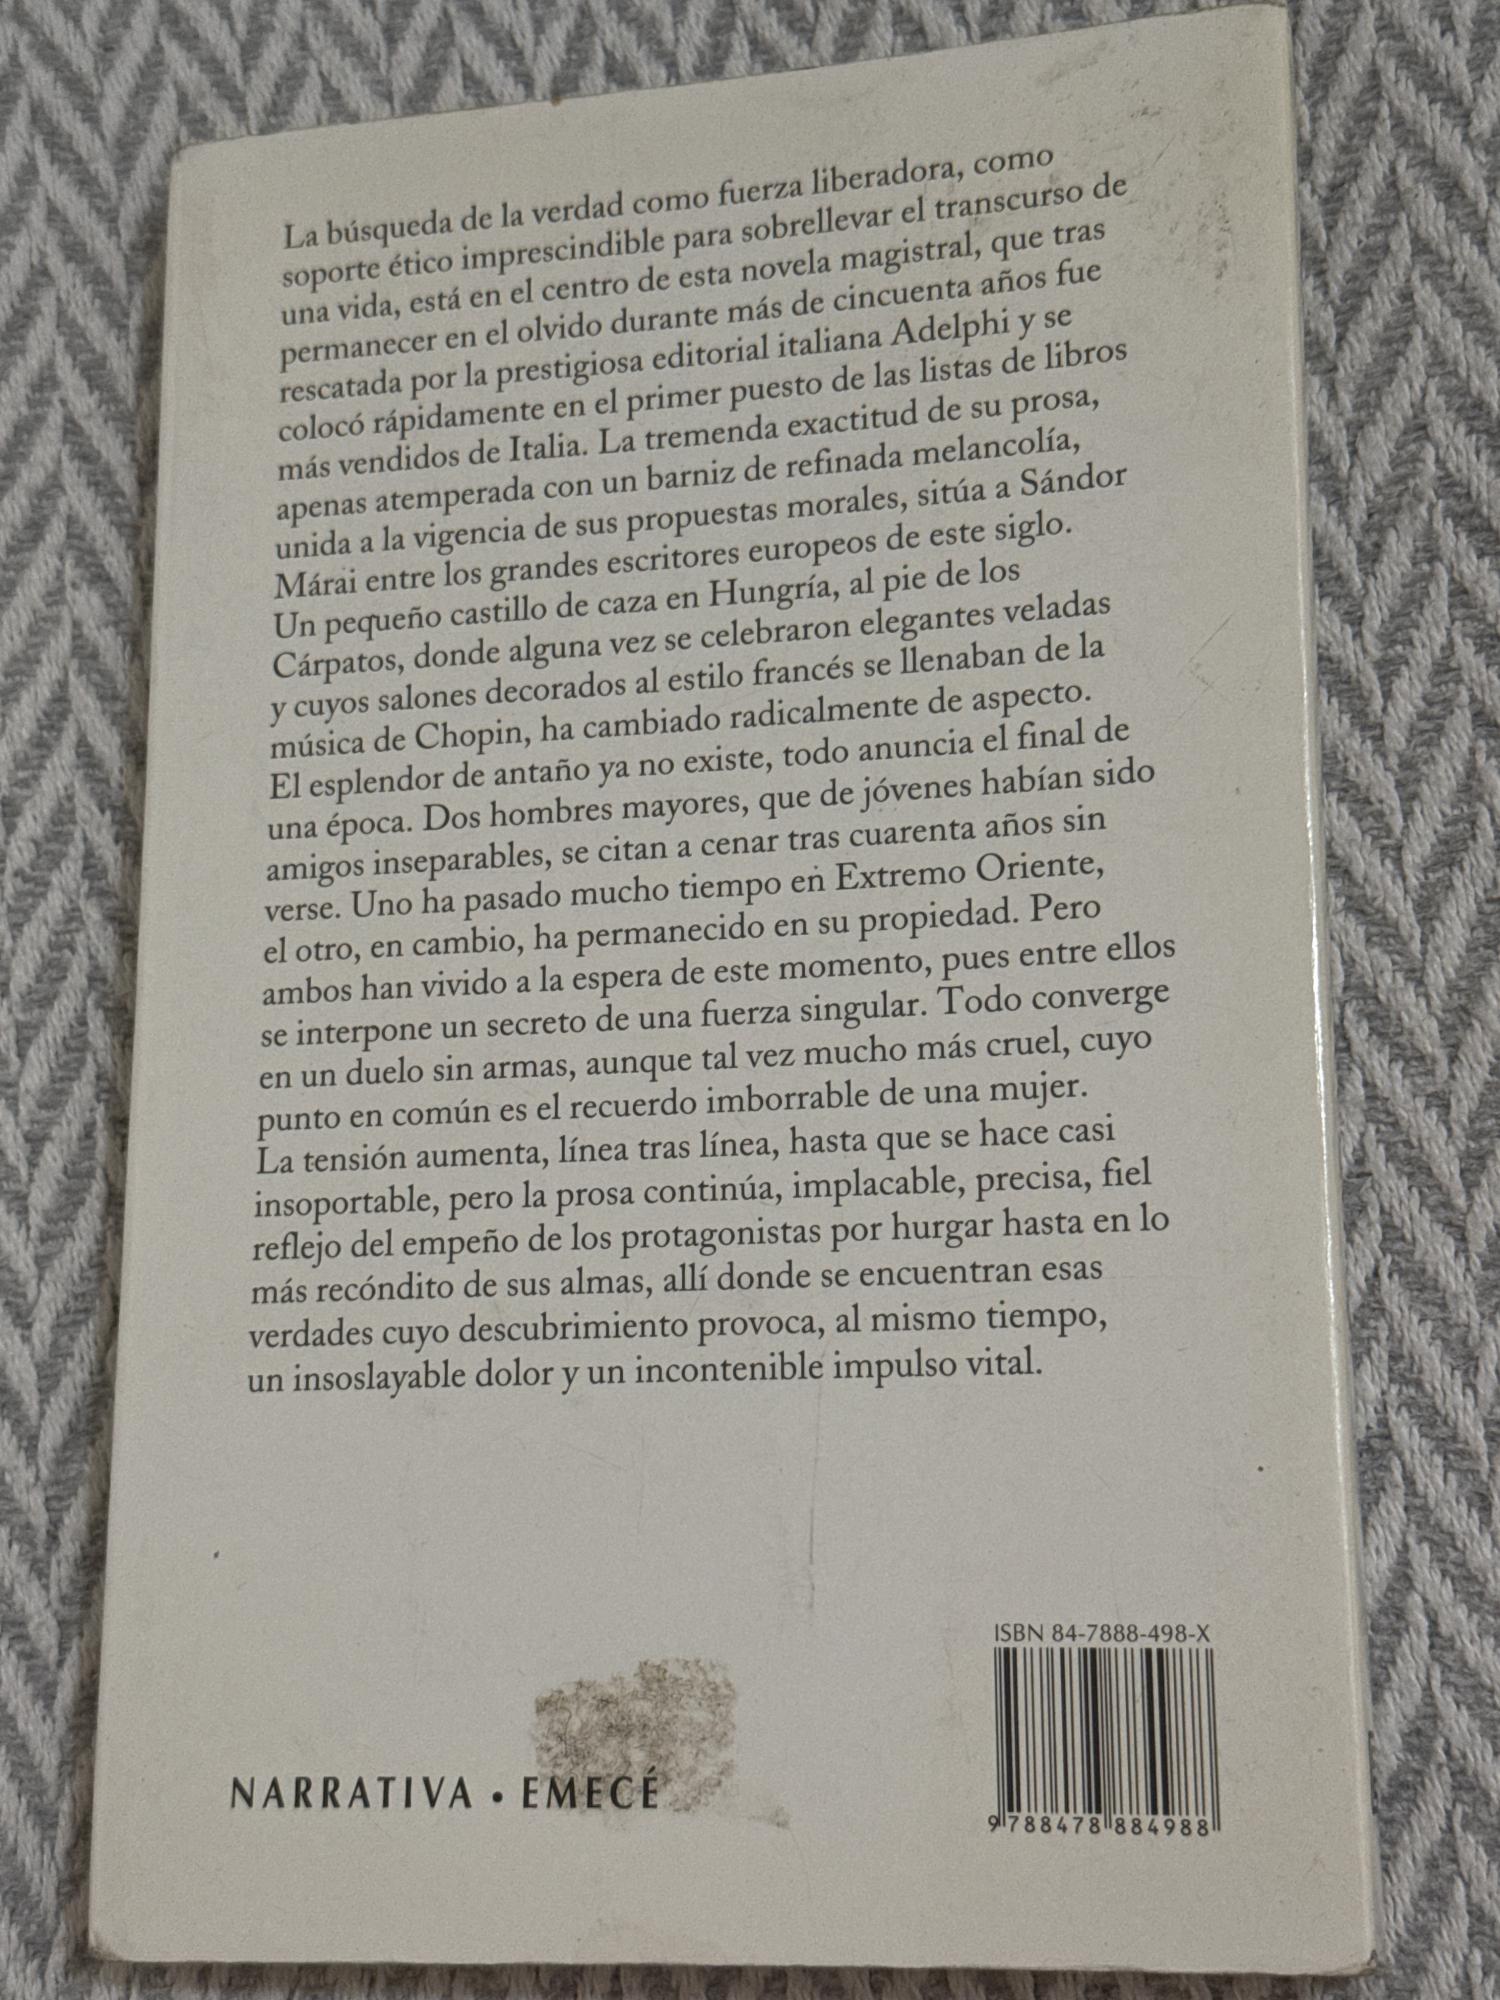 La búsqueda de la verdad como fuerza liberadora, como
soporte ético imprescindible para sobrellevar el transcurso de
una vida, está en el centro de esta novela magistral, que tras
permanecer en el olvido durante más de cincuenta años fue
rescatada por la prestigiosa editorial italiana Adelphi y se
colocó rápidamente en el primer puesto de las listas de libros
más vendidos de Italia. La tremenda exactitud de su prosa,
apenas atemperada con un barniz de refinada melancolía,
unida a la vigencia de sus propuestas morales, sitúa a Sándor
Márai entre los grandes escritores europeos de este siglo.
Un pequeño castillo de caza en Hungría, al pie de los
Cárpatos, donde alguna vez se celebraron elegantes veladas
y cuyos salones decorados al estilo francés se llenaban de la
música de Chopin, ha cambiado radicalmente de aspecto.
El esplendor de antaño ya no existe, todo anuncia el final de
una época. Dos hombres mayores, que de jóvenes habían sido
amigos inseparables, se citan a cenar tras cuarenta años sin
verse. Uno ha pasado mucho tiempo en Extremo Oriente,
el otro, en cambio, ha permanecido en su propiedad. Pero
ambos han vivido a la espera de este momento, pues entre ellos
se interpone un secreto de una fuerza singular. Todo converge
en un duelo sin armas, aunque tal vez mucho más cruel, cuyo
punto en común es el recuerdo imborrable de una mujer.
La tensión aumenta, línea tras línea, hasta que se hace casi
insoportable, pero la prosa continúa, implacable, precisa, fiel
reflejo del empeño de los protagonistas por hurgar hasta en lo
más recóndito de sus almas, allí donde se encuentran esas
verdades cuyo descubrimiento provoca, al mismo tiempo,
un insoslayable dolor y un incontenible impulso vital.
ISBN 84-7888-498-X
9 788478 884988
NARRATIVA • EMECÉ